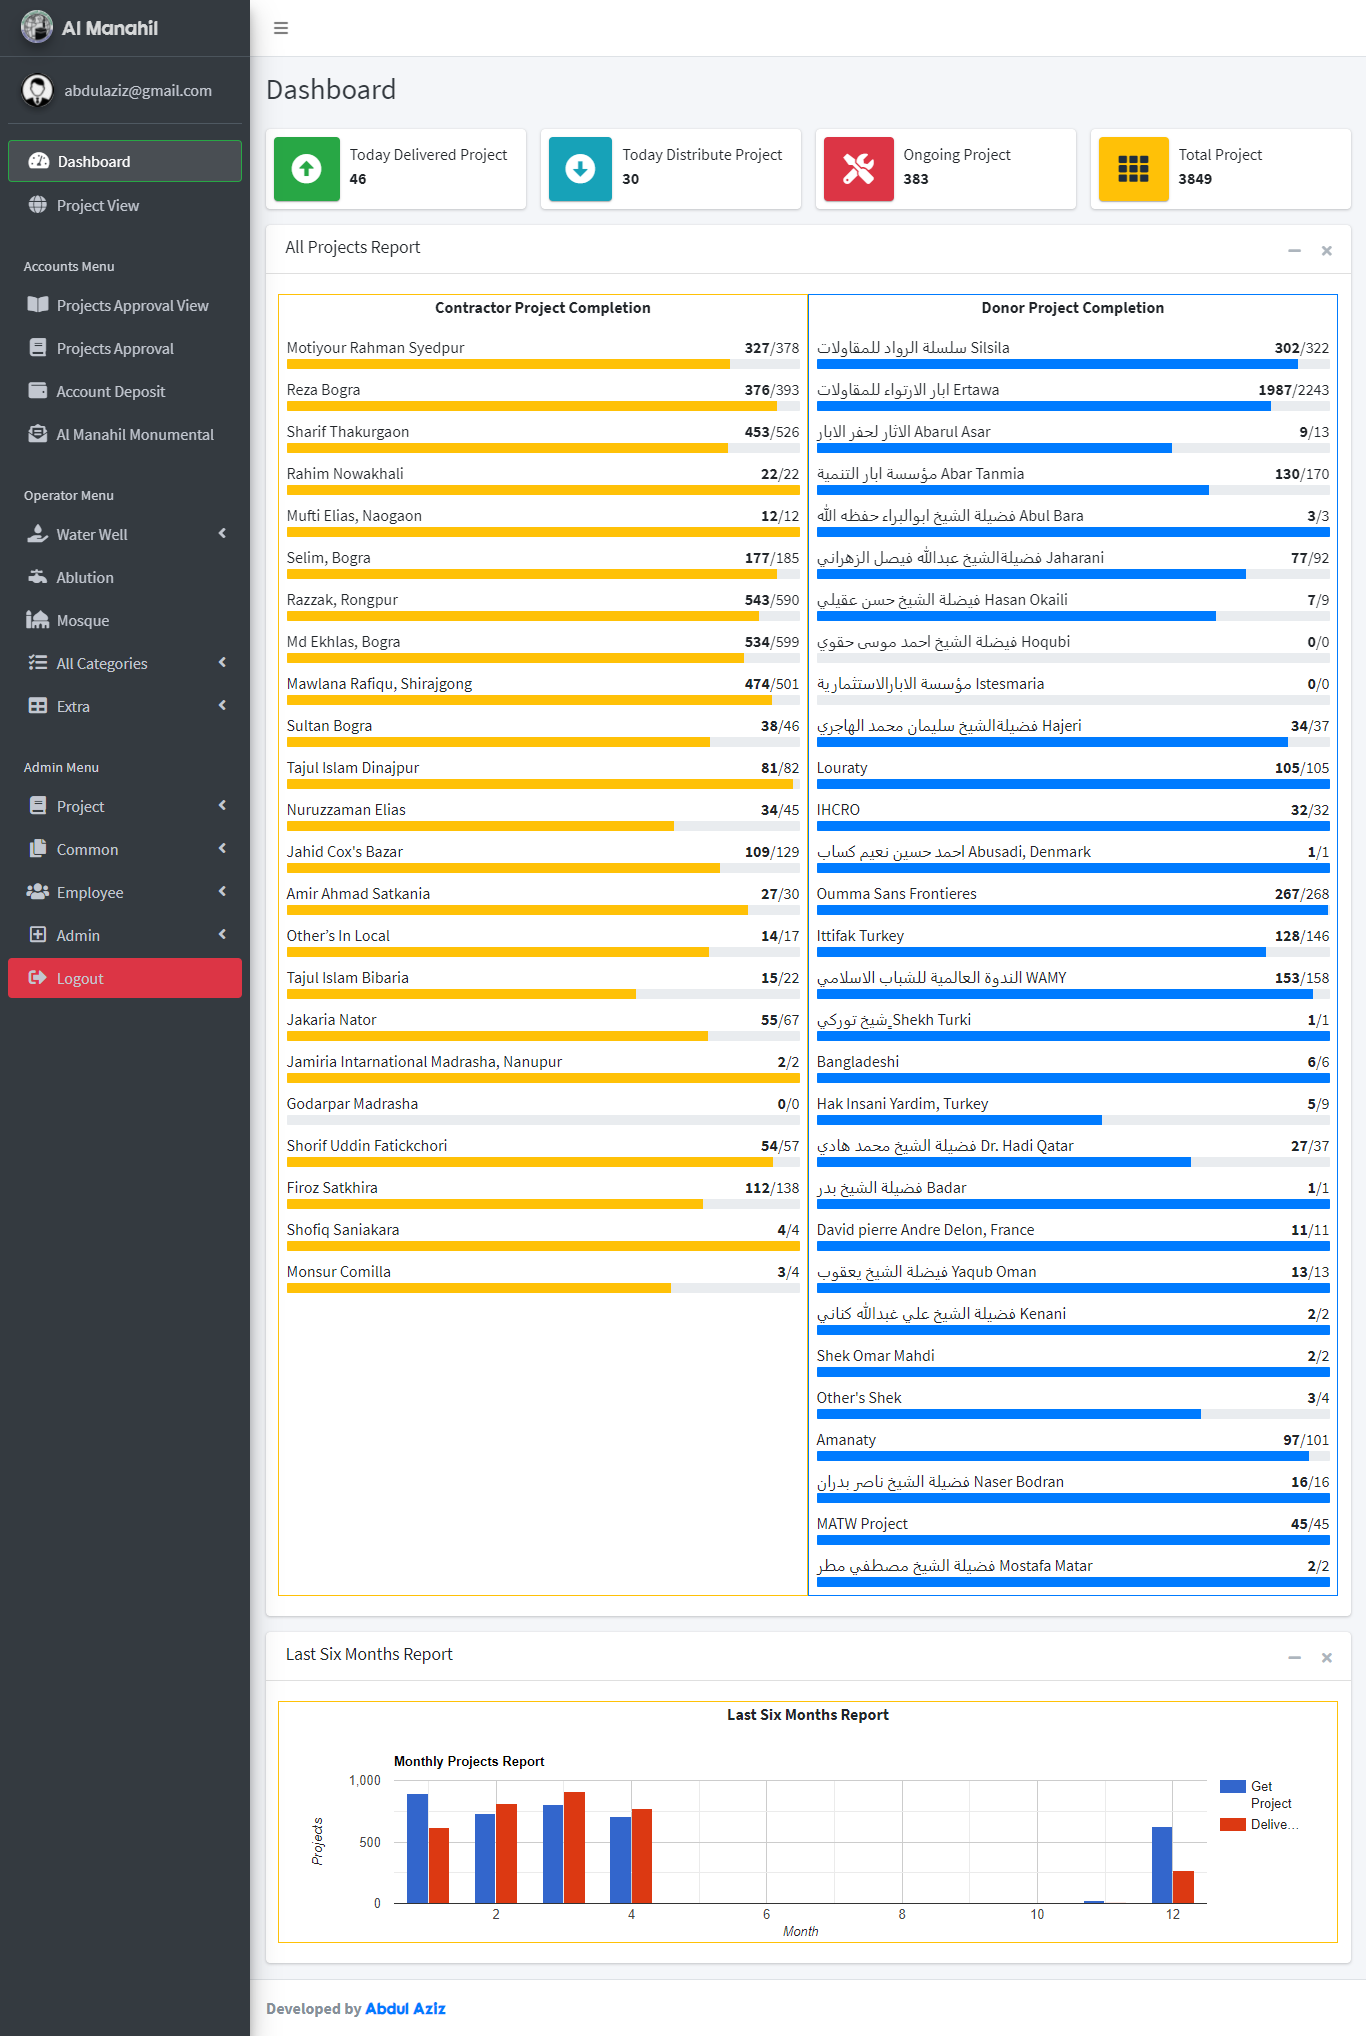 Al Manahil
abdulaziz@gmail.com
Dashboard
Project View
Accounts Menu
Projects Approval View
Projects Approval
Account Deposit
Al Manahil Monumental
Operator Menu
Water Well
Ablution
Mosque
All Categories
Extra
Admin Menu
Project
Common
Employee
Admin
Logout
Dashboard
Today Delivered Project
46
Today Distribute Project
30
Ongoing Project
383
Total Project
3849
All Projects Report
Contractor Project Completion
Motiyour Rahman Syedpur 327/378
Reza Bogra 376/393
Sharif Thakurgaon 453/526
Rahim Nowakhali 22/22
Mufti Elias, Naogaon 12/12
Selim, Bogra 177/185
Razzak, Rongpur 543/590
Md Ekhlas, Bogra 534/599
Mawlana Rafiqu, Shirajgong 474/501
Sultan Bogra 38/46
Tajul Islam Dinajpur 81/82
Nuruzzaman Elias 34/45
Jahid Cox's Bazar 109/129
Amir Ahmad Satkania 27/30
Other’s In Local 14/17
Tajul Islam Bibaria 15/22
Jakaria Nator 55/67
Jamiria Intarnational Madrasha, Nanupur 2/2
Godarpar Madrasha 0/0
Shorif Uddin Fatickchori 54/57
Firoz Satkhira 112/138
Shofiq Saniakara 4/4
Monsur Comilla 3/4
Donor Project Completion
سلسلة الرواد للمقاولات Silsila 302/322
ابار الارتواء للمقاولات Ertawa 1987/2243
الاثار لحفر الابار Abarul Asar 9/13
مؤسسة ابار التنمية Abar Tanmia 130/170
فضيلة الشيخ ابوالبراء حفظه الله Abul Bara 3/3
فضيلةالشيخ عبدالله فيصل الزهراني Jaharani 77/92
فيضلة الشيخ حسن عقيلي Hasan Okaili 7/9
فيضلة الشيخ احمد موسى حقوي Hoqubi 0/0
مؤسسة الابارالاستثمارية Istesmaria 0/0
فضيلةالشيخ سليمان محمد الهاجري Hajeri 34/37
Louraty 105/105
IHCRO 32/32
احمد حسين نعيم كساب Abusadi, Denmark 1/1
Oumma Sans Frontieres 267/268
Ittifak Turkey 128/146
الندوة العالمية للشباب الاسلامي WAMY 153/158
شيخ توركي Shekh Turki 1/1
Bangladeshi 6/6
Hak Insani Yardim, Turkey 5/9
فضيلة الشيخ محمد هادي Dr. Hadi Qatar 27/37
فضيلة الشيخ بدر Badar 1/1
David pierre Andre Delon, France 11/11
فيضلة الشيخ يعقوب Yaqub Oman 13/13
فضيلة الشيخ علي غبدالله كناني Kenani 2/2
Shek Omar Mahdi 2/2
Other's Shek 3/4
Amanaty 97/101
فضيلة الشيخ ناصر بدران Naser Bodran 16/16
MATW Project 45/45
فضيلة الشيخ مصطفي مطر Mostafa Matar 2/2
Last Six Months Report
Last Six Months Report
Monthly Projects Report
1,000
500
0
Projects
2 4 6 8 10 12
Month
Get
Project
Delive...
Developed by Abdul Aziz